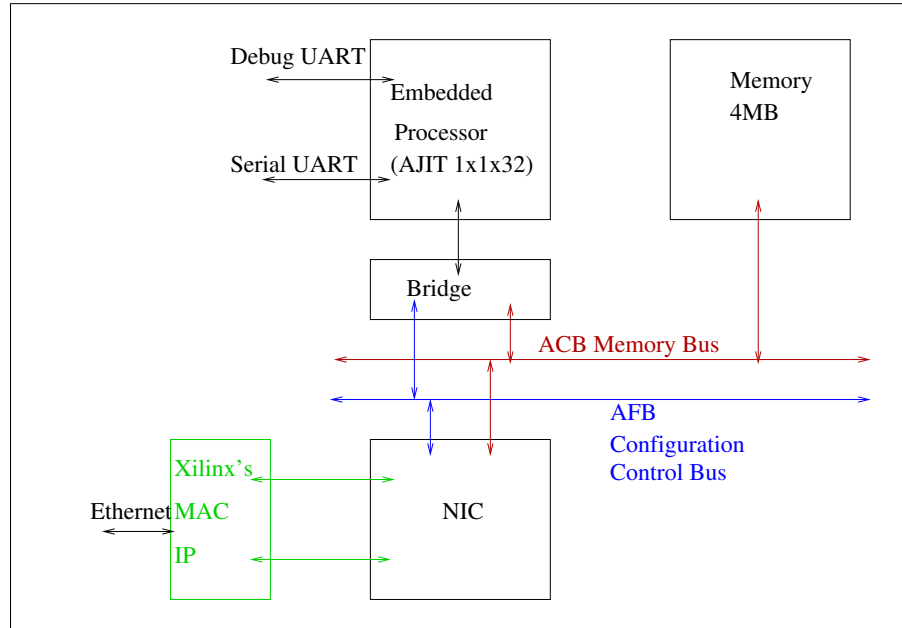 Debug UART
Serial UART
Embedded
Processor
(AJIT 1x1x32)
Memory
4MB
Bridge
ACB Memory Bus
AFB
Configuration
Control Bus
Xilinx's
MAC
IP
Ethernet
NIC